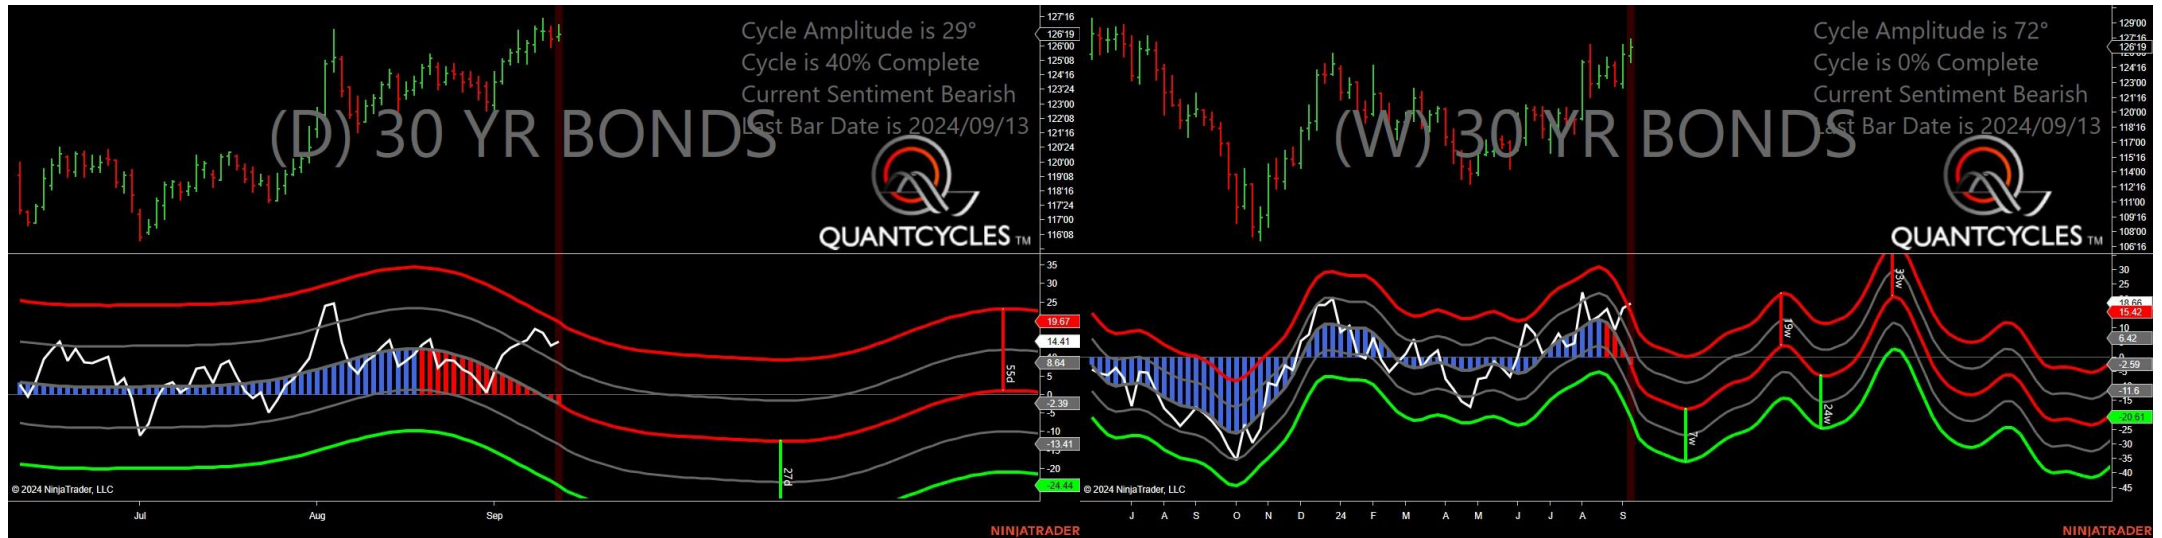 Cycle Amplitude is 29°
Cycle is 40% Complete
Current Sentiment Bearish
Last Bar Date is 2024/09/13
(D) 30 YR BONDS
QUANTCYCLES TM
127'16
126'19
126'00
125'08
124'16
123'24
123'00
122'08
121'16
120'24
120'00
119'08
118'16
117'24
117'00
116'08
35
30
25
19.67
14.41
8.64
5
0
-2.39
-5
-10
-13.41
-20
-24.44
55d
27d
© 2024 NinjaTrader, LLC
Jul
Aug
Sep
NINJATRADER
Cycle Amplitude is 72°
Cycle is 0% Complete
Current Sentiment Bearish
Last Bar Date is 2024/09/13
(W) 30 YR BONDS
QUANTCYCLES TM
129'00
127'16
126'19
124'16
123'00
121'16
120'00
118'16
117'00
115'16
114'00
112'16
111'00
109'16
108'00
106'16
30
25
18.66
15.42
10
6.42
-2.59
-11.6
-15
-20.61
-25
-30
-35
-40
-45
33w
19w
24w
7w
© 2024 NinjaTrader, LLC
J A S O N D 24 F M A M J J A S
NINJATRADER